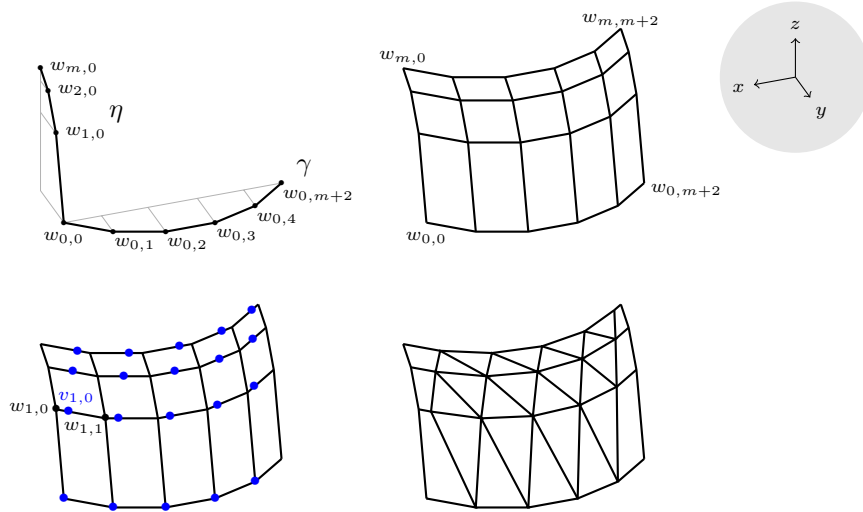 w_{m,0}
w_{2,0}
η
w_{1,0}
γ
w_{0,m+2}
w_{0,4}
w_{0,3}
w_{0,0}
w_{0,1}
w_{0,2}
w_{m,m+2}
w_{m,0}
w_{0,m+2}
w_{0,0}
z
x
y
v_{1,0}
w_{1,0}
w_{1,1}